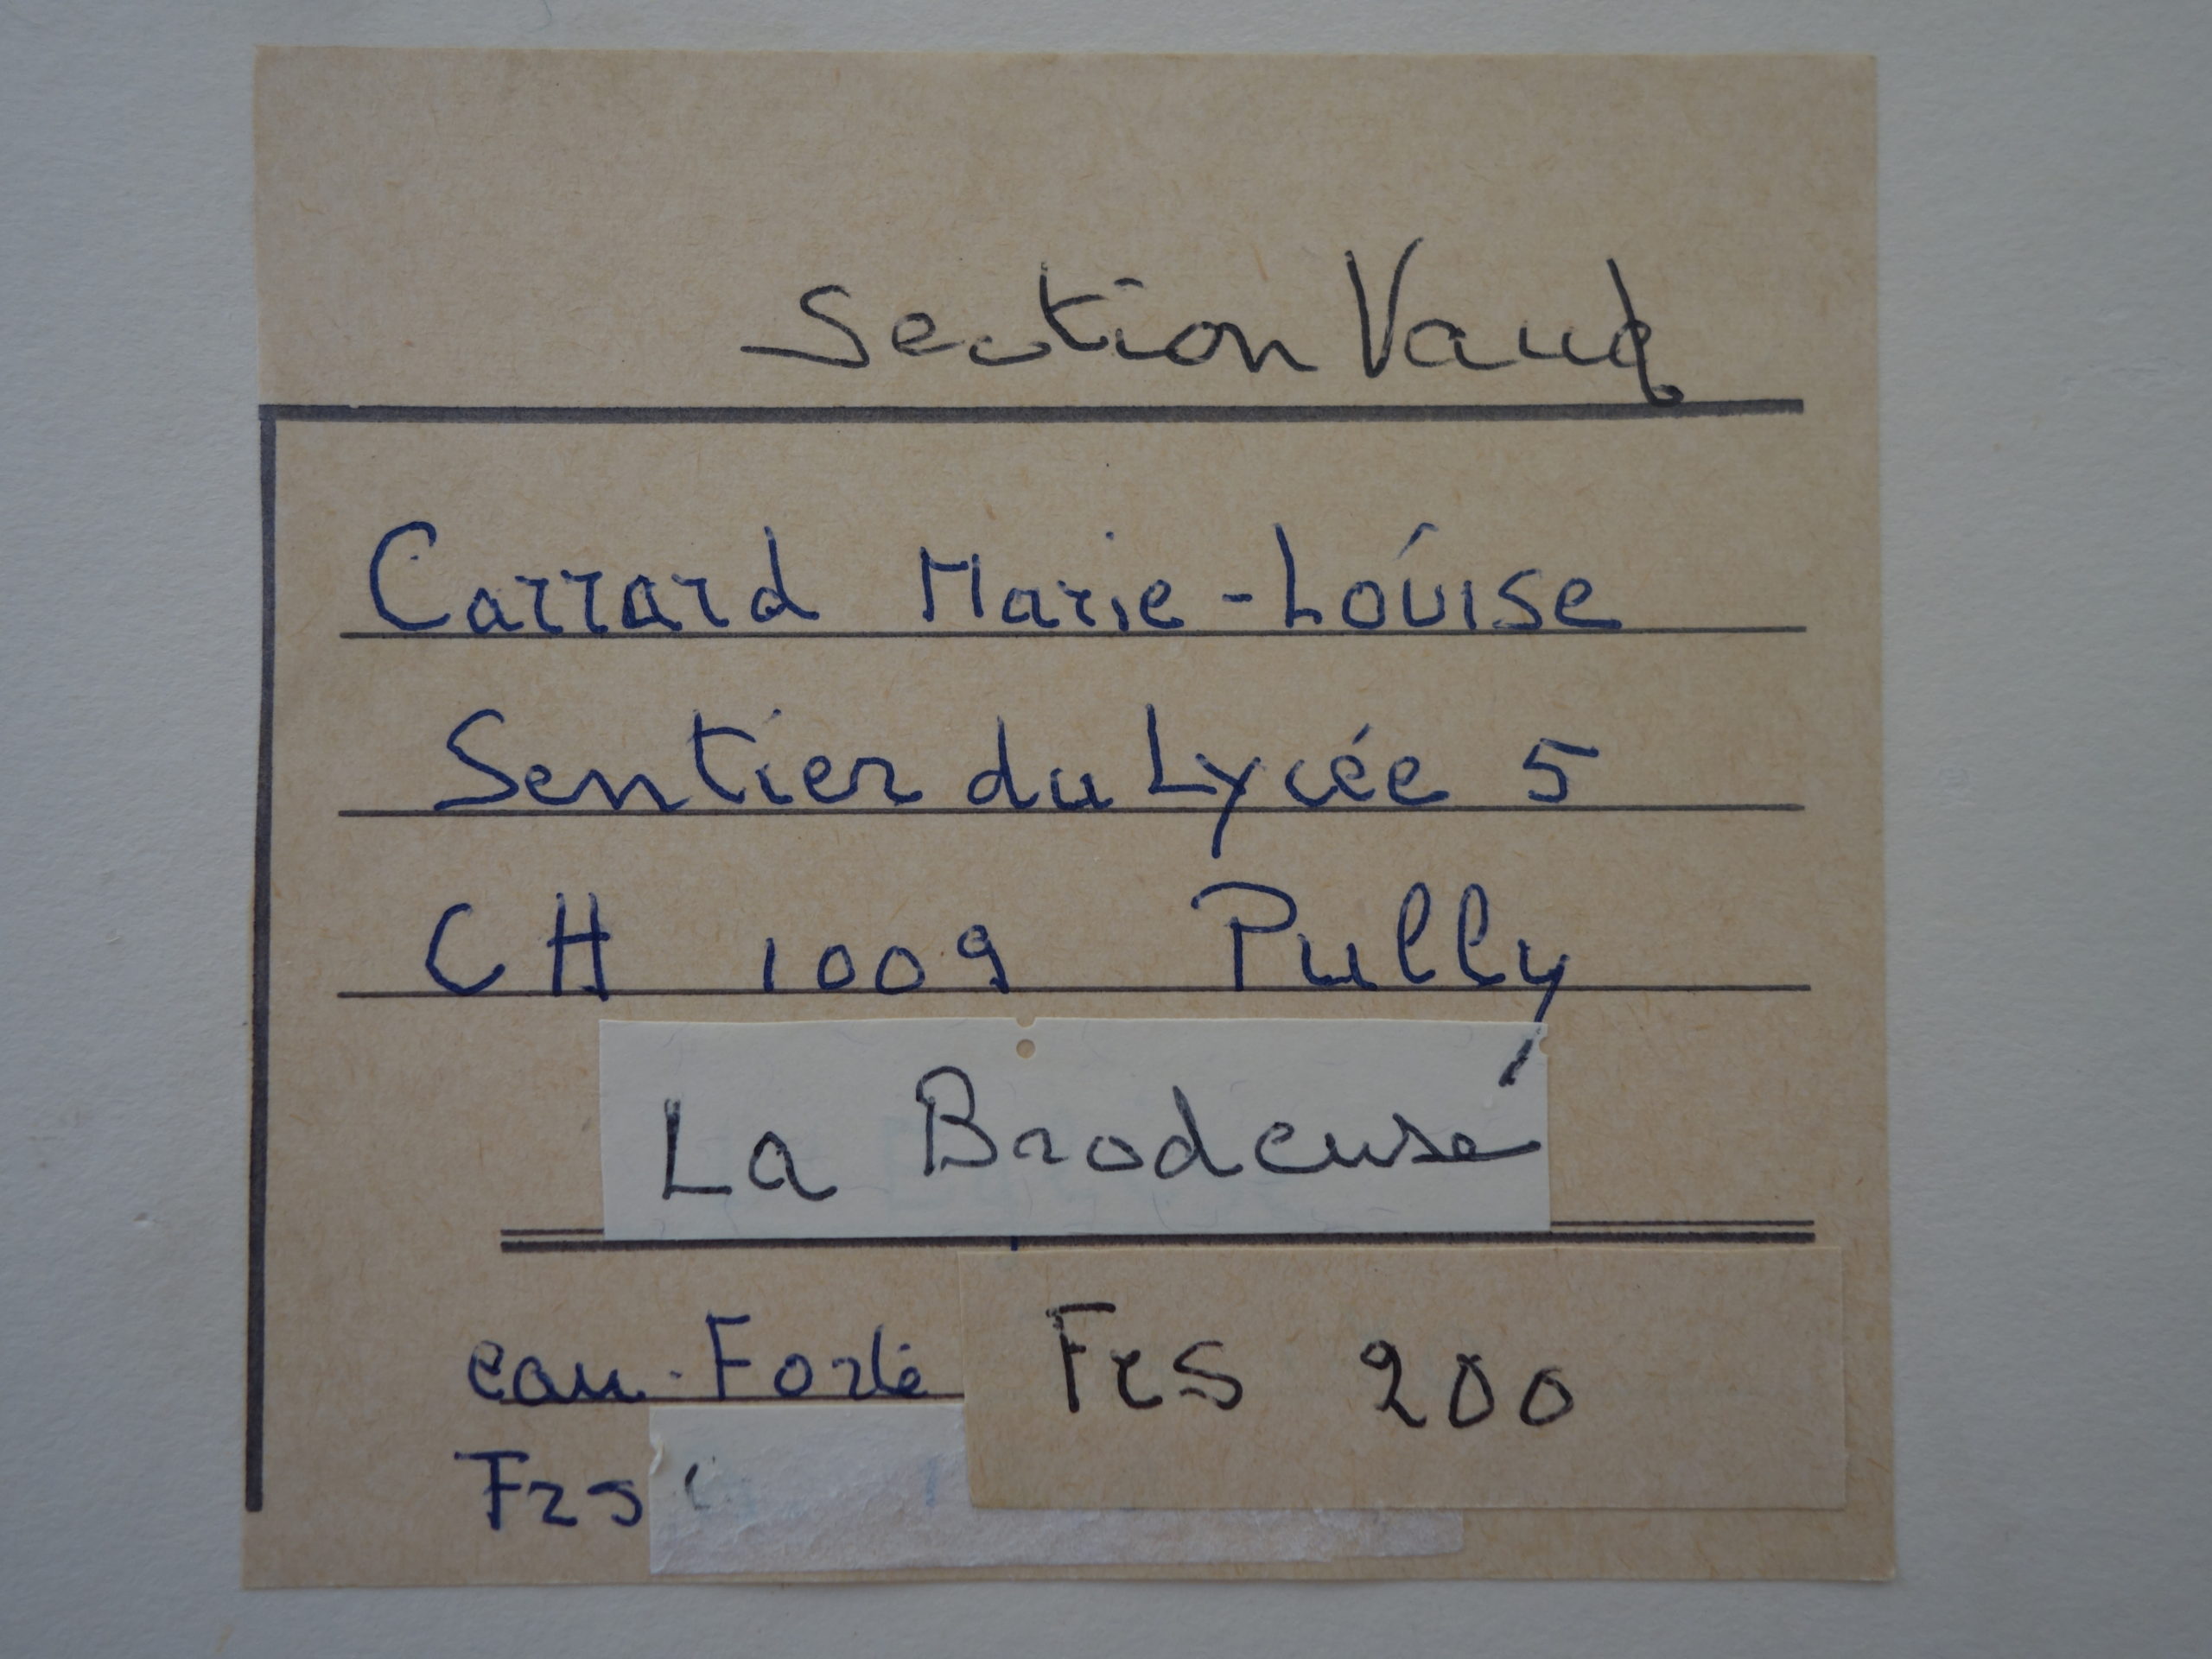 Section Vaud
Carrard Marie-Louise
Sentier du Lycée 5
CH 1009 Pully
La Brodeuse
eau-Forte Frs 200
Frs